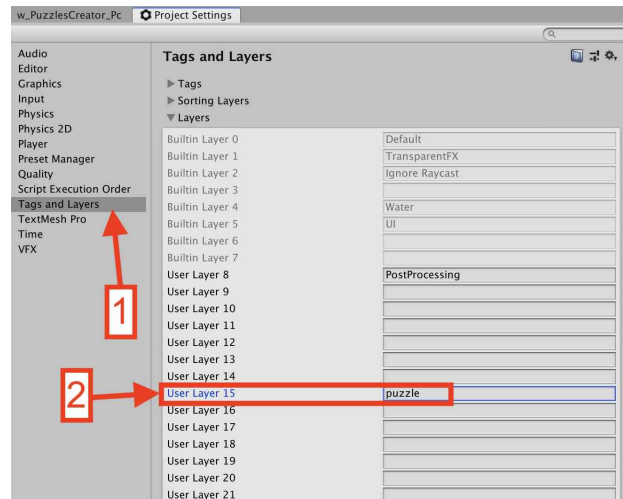 w_PuzzlesCreator_Pc Project Settings
Audio
Editor
Graphics
Input
Physics
Physics 2D
Player
Preset Manager
Quality
Script Execution Order
Tags and Layers
TextMesh Pro
Time
VFX
1
2
Tags and Layers
Tags
Sorting Layers
Layers
Builtin Layer 0 Default
Builtin Layer 1 TransparentFX
Builtin Layer 2 Ignore Raycast
Builtin Layer 3
Builtin Layer 4 Water
Builtin Layer 5 UI
Builtin Layer 6
Builtin Layer 7
User Layer 8 PostProcessing
User Layer 9
User Layer 10
User Layer 11
User Layer 12
User Layer 13
User Layer 14
User Layer 15 puzzle
User Layer 16
User Layer 17
User Layer 18
User Layer 19
User Layer 20
User Layer 21